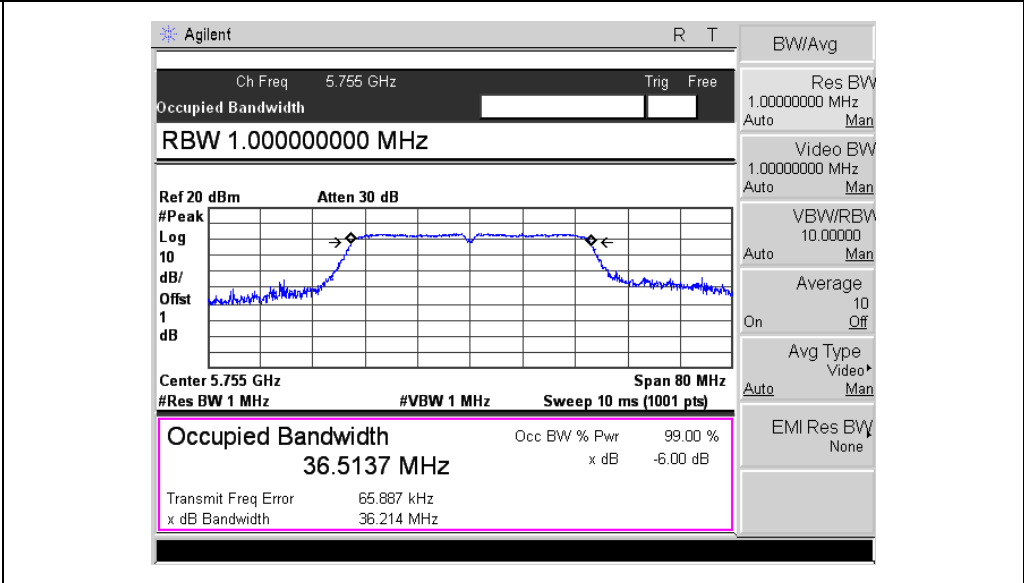 Agilent R T
Ch Freq 5.755 GHz Trig Free
Occupied Bandwidth
RBW 1.000000000 MHz
Ref 20 dBm Atten 30 dB
#Peak
Log
10
dB/
Offst
1
dB
Center 5.755 GHz Span 80 MHz
#Res BW 1 MHz #VBW 1 MHz Sweep 10 ms (1001 pts)
Occupied Bandwidth Occ BW % Pwr 99.00 %
36.5137 MHz x dB -6.00 dB
Transmit Freq Error 65.887 kHz
x dB Bandwidth 36.214 MHz
BW/Avg
Res BW
1.00000000 MHz
Auto Man
Video BW
1.00000000 MHz
Auto Man
VBW/RBW
10.00000
Auto Man
Average
10
On Off
Avg Type
Video
Auto Man
EMI Res BW
None